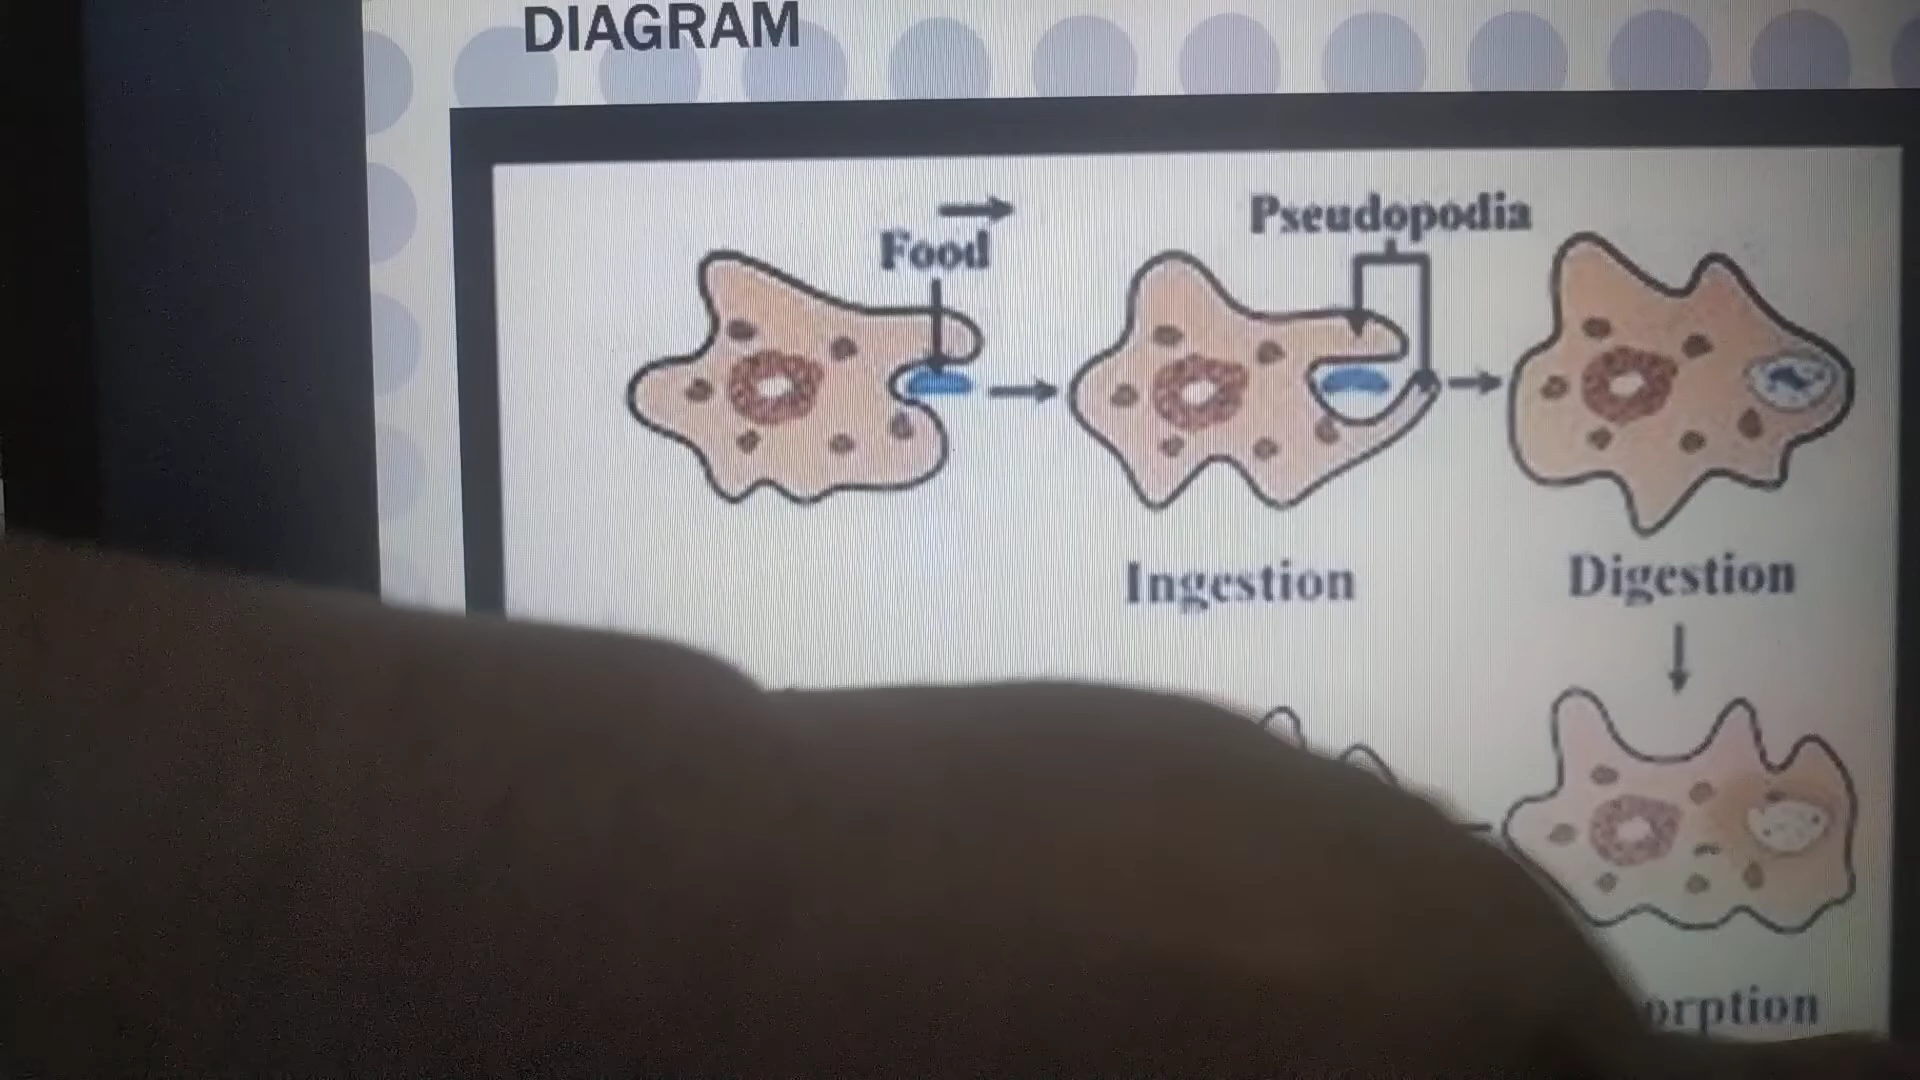 DIAGRAM
Food
Pseudopodia
Ingestion
Digestion